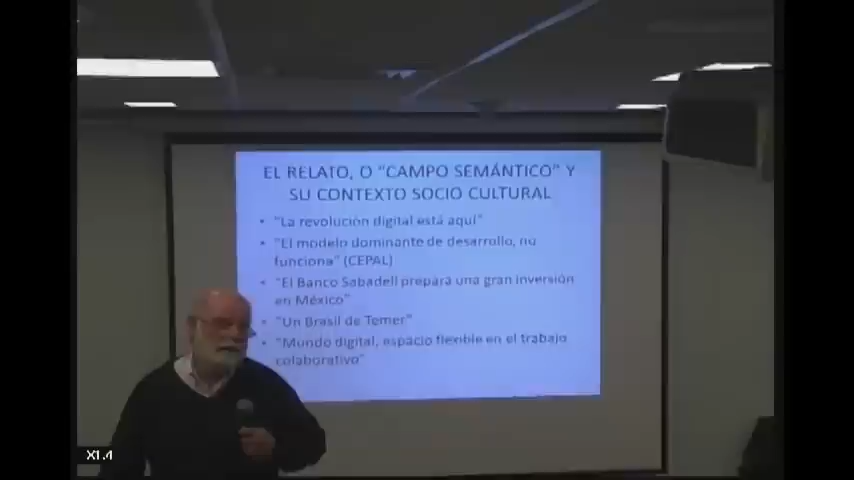 EL RELATO, O "CAMPO SEMÁNTICO" Y
SU CONTEXTO SOCIO CULTURAL
• "La revolución digital está aquí"
• "El modelo dominante de desarrollo, no
funciona" (CEPAL)
• "El Banco Sabadell prepara una gran inversión
en México"
• "Un Brasil de Temer"
• "Mundo digital, espacio flexible en el trabajo
colaborativo"
X1.4